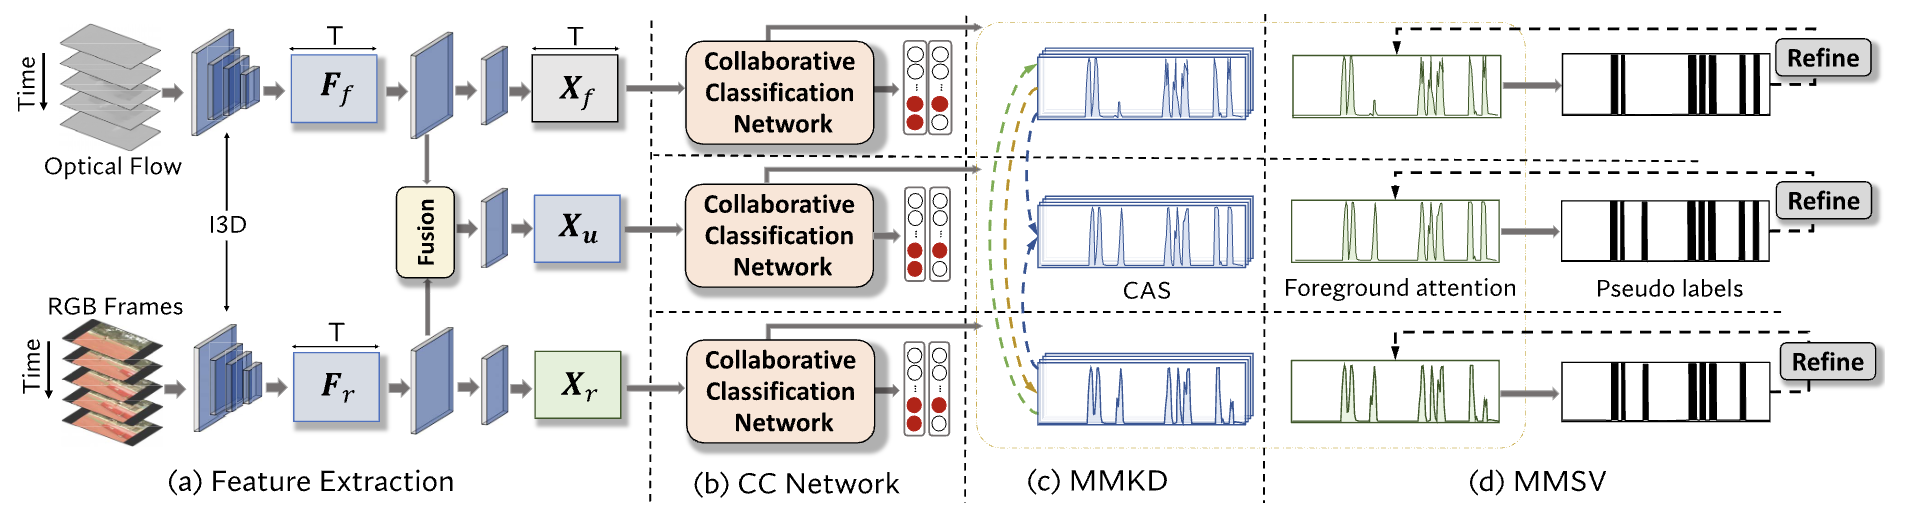 Time
Optical Flow
I3D
RGB Frames
Time
T
F_f
T
X_f
Fusion
X_u
T
F_r
X_r
(a) Feature Extraction
Collaborative
Classification
Network
Collaborative
Classification
Network
Collaborative
Classification
Network
(b) CC Network
CAS
(c) MMKD
Foreground attention
Pseudo labels
Refine
Refine
Refine
(d) MMSV